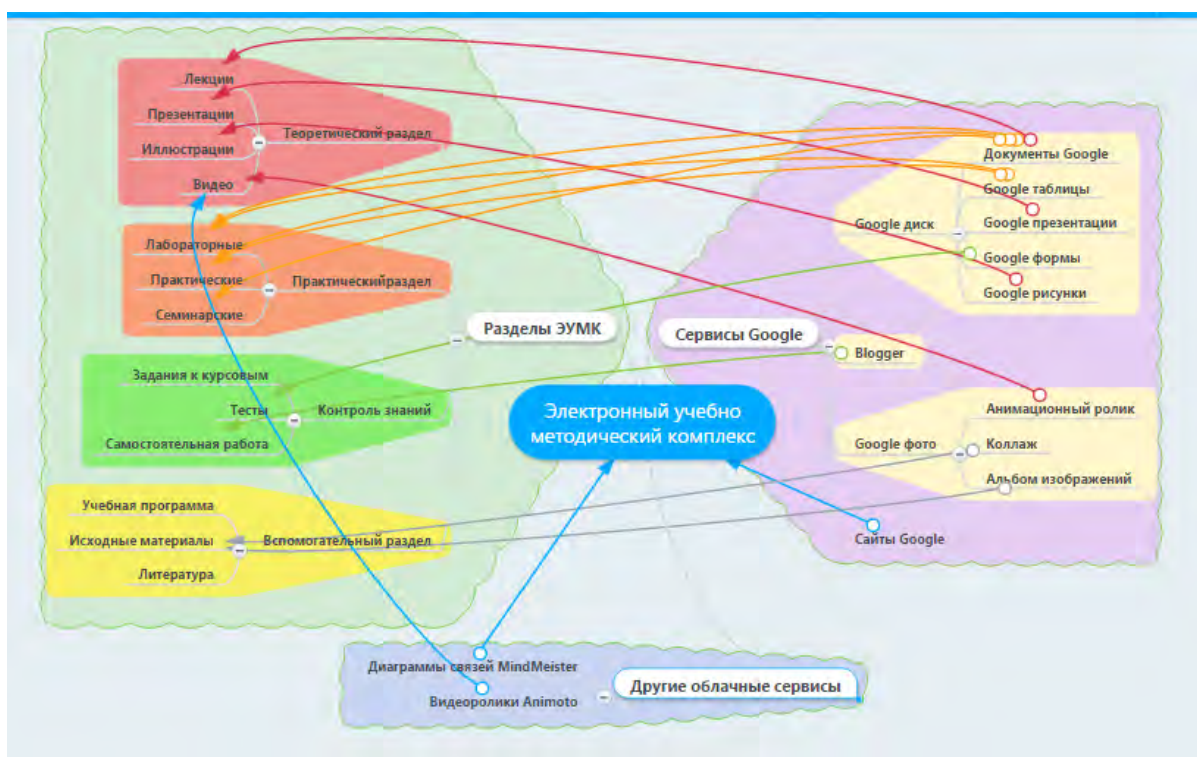 Лекции
Презентации
Иллюстрации
Видео
Теоретический раздел
Лабораторные
Практические
Семинарские
Практическийраздел
Разделы ЭУМК
Задания к курсовым
Тесты
Самостоятельная работа
Контроль знаний
Учебная программа
Исходные материалы
Литература
Вспомогательный раздел
Электронный учебно
методический комплекс
Сервисы Google
Google диск
Документы Google
Google таблицы
Google презентации
Google формы
Google рисунки
Blogger
Google фото
Анимационный ролик
Коллаж
Альбом изображений
Сайты Google
Диаграммы связей MindMeister
Видеоролики Animoto
Другие облачные сервисы